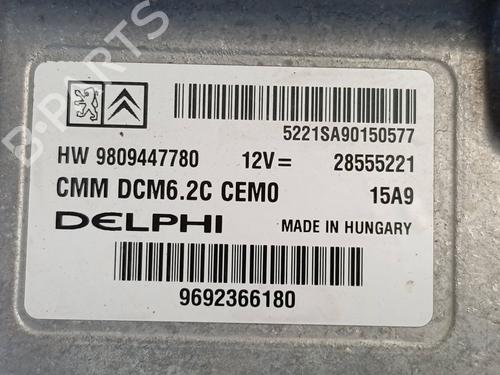 B-PARTS
5221SA90150577
HW 9809447780 12V= 28555221
CMM DCM6.2C CEM0 15A9
DELPHI MADE IN HUNGARY
9692366180